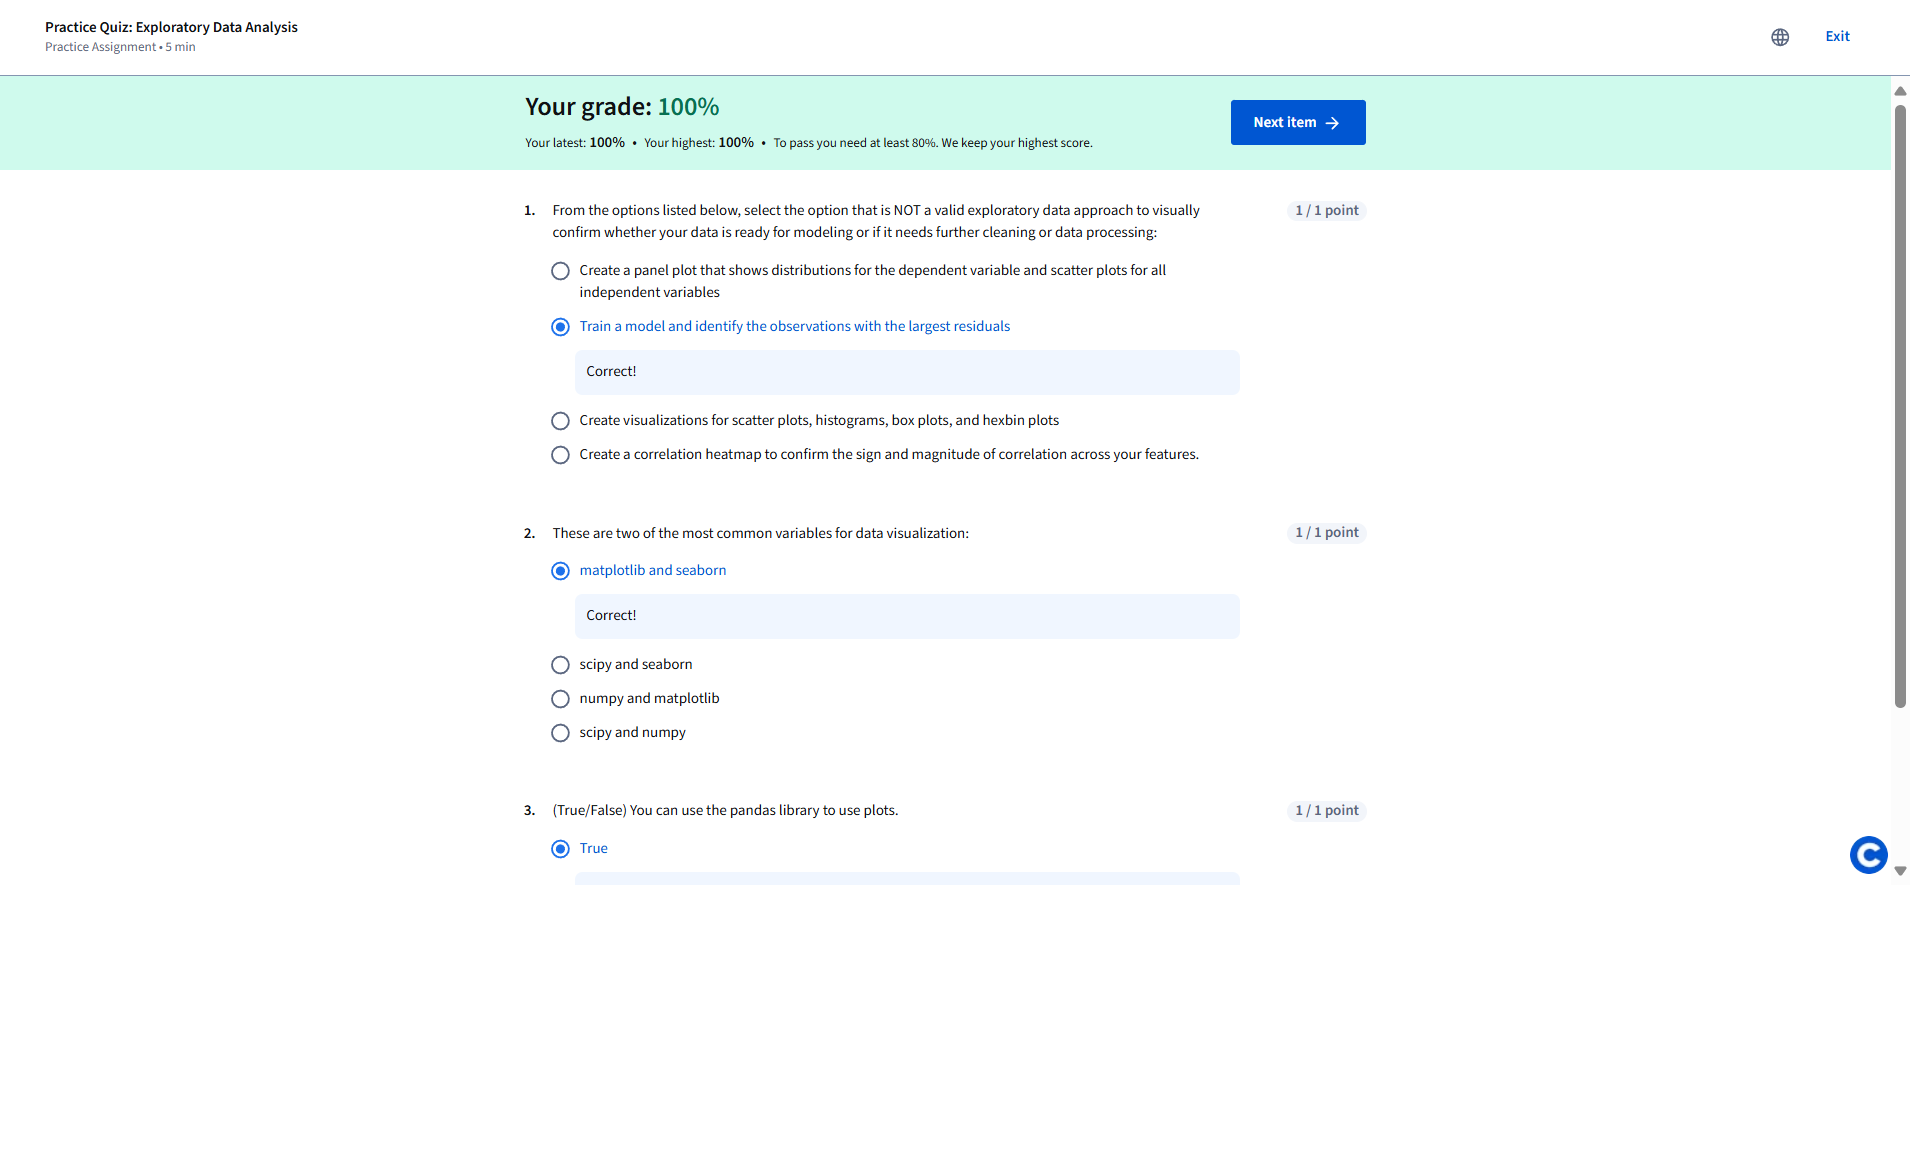 Practice Quiz: Exploratory Data Analysis
Practice Assignment • 5 min
Exit
Your grade: 100%
Your latest: 100% • Your highest: 100% • To pass you need at least 80%. We keep your highest score.
Next item
1. From the options listed below, select the option that is NOT a valid exploratory data approach to visually
confirm whether your data is ready for modeling or if it needs further cleaning or data processing:
1 / 1 point
Create a panel plot that shows distributions for the dependent variable and scatter plots for all
independent variables
Train a model and identify the observations with the largest residuals
Correct!
Create visualizations for scatter plots, histograms, box plots, and hexbin plots
Create a correlation heatmap to confirm the sign and magnitude of correlation across your features.
2. These are two of the most common variables for data visualization:
1 / 1 point
matplotlib and seaborn
Correct!
scipy and seaborn
numpy and matplotlib
scipy and numpy
3. (True/False) You can use the pandas library to use plots.
1 / 1 point
True
C